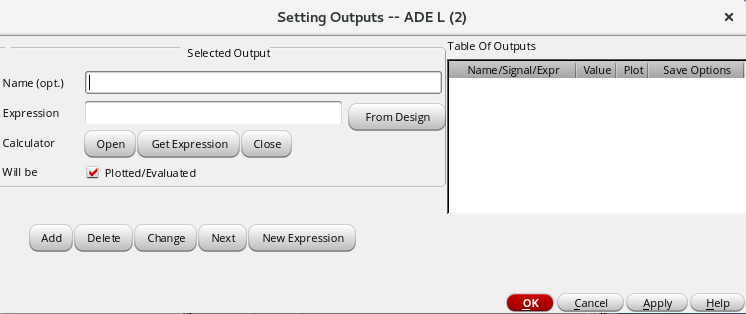 Setting Outputs -- ADE L (2)
Selected Output
Name (opt.)
Expression
From Design
Calculator
Open
Get Expression
Close
Will be
Plotted/Evaluated
Table Of Outputs
Name/Signal/Expr
Value
Plot
Save Options
Add
Delete
Change
Next
New Expression
OK
Cancel
Apply
Help